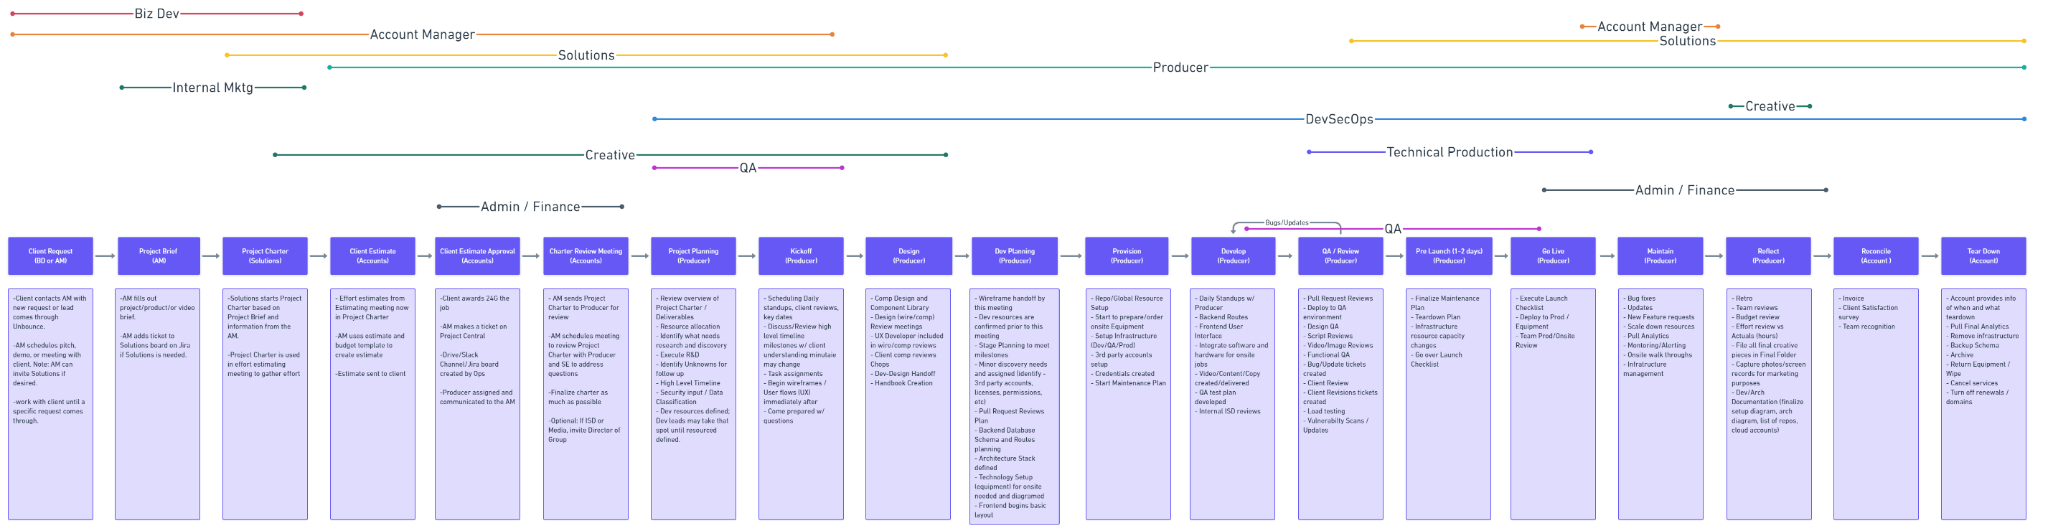 Biz Dev
Account Manager
Account Manager
Solutions
Solutions
Producer
Internal Mktg
Creative
DevSecOps
Creative
Technical Production
QA
Admin / Finance
Admin / Finance
Bugs/Updates
QA
Client Request
(BD or AM)
Project Brief
(AM)
Project Charter
(Solutions)
Client Estimate
(Accounts)
Client Estimate Approval
(Accounts)
Charter Review Meeting
(Accounts)
Project Planning
(Producer)
Kickoff
(Producer)
Design
(Producer)
Dev Planning
(Producer)
Provision
(Producer)
Develop
(Producer)
QA / Review
(Producer)
Pre Launch (1-2 days)
(Producer)
Go Live
(Producer)
Maintain
(Producer)
Reflect
(Producer)
Reconcile
(Account )
Tear Down
(Account)
-Client contacts AM with
new request or lead
comes through
Unbounce.
-AM schedules pitch,
demo, or meeting with
client. Note: AM can
invite Solutions if
desired.
-work with client until a
specific request comes
through.
-AM fills out
project/product/or video
brief.
-AM adds ticket to
Solutions board on Jira
if Solutions is needed.
-Solutions starts Project
Charter based on
Project Brief and
information from the
AM.
-Project Charter is used
in effort estimating
meeting to gather effort
- Effort estimates from
Estimating meeting now
in Project Charter
-AM uses estimate and
budget template to
create estimate
-Estimate sent to client
-Client awards 24G the
job
-AM makes a ticket on
Project Central
-Drive/Slack
Channel/Jira board
created by Ops
-Producer assigned and
communicated to the AM
- AM sends Project
Charter to Producer for
review
-AM schedules meeting
to review Project
Charter with Producer
and SE to address
questions
-Finalize charter as
much as possible
-Optional: If ISD or
Media, invite Director of
Group
- Review overview of
Project Charter /
Deliverables
- Resource allocation
- Identify what needs
research and discovery
- Execute R&D
- Identify Unknowns for
follow up
- High Level Timeline
- Security input / Data
Classification
- Dev resources defined;
Dev leads may take that
spot until resourced
defined.
- Scheduling Daily
standups, client reviews,
key dates
- Discuss/Review high
level timeline
milestones w/ client
understanding minulaie
may change
- Task assignments
- Begin wireframes /
User flows (UX)
immediately after
- Come prepared w/
questions
- Comp Design and
Component Library
- Design (wire/comp)
Review meetings
- UX Developer included
in wire/comp reviews
- Client comp reviews
Chops
- Dev-Design Handoff
- Handbook Creation
- Wireframe handoff by
this meeting
- Dev resources are
confirmed prior to this
meeting
- Stage Planning to meet
milestones
- Minor discovery needs
and assigned (identify -
3rd party accounts,
licenses, permissions,
etc)
- Pull Request Reviews
Plan
- Backend Database
Schema and Routes
planning
- Architecture Stack
defined
- Technology Setup
(equipment) for onsite
needed and diagramed
- Frontend begins basic
layout
- Repo/Global Resource
Setup
- Start to prepare/order
onsite Equipment
- Setup Infrastructure
(Dev/QA/Prod)
- 3rd party accounts
setup
- Credentials created
- Start Maintenance Plan
- Daily Standups w/
Producer
- Backend Routes
- Frontend User
Interface
- Integrate software and
hardware for onsite
jobs
- Video/Content/Copy
created/delivered
- QA test plan
developed
- Internal ISD reviews
- Pull Request Reviews
- Deploy to QA
environment
- Design QA
- Script Reviews
- Video/Image Reviews
- Functional QA
- Bug/Update tickets
created
- Client Review
- Client Revisions tickets
created
- Load testing
- Vulnerabilty Scans /
Updates
- Finalize Maintenance
Plan
- Teardown Plan
- Infrastructure
resource capacity
changes
- Go over Launch
Checklist
- Execute Launch
Checklist
- Deploy to Prod /
Equipment
- Team Prod/Onsite
Review
- Bug fixes
- Updates
- New Feature requests
- Scale down resources
- Pull Analytics
- Mentoring/Alerting
- Onsite walk throughs
- Infrastructure
management
- Retro
- Team reviews
- Budget review
- Effort review vs
Actuals (hours)
- File all final creative
pieces in Final Folder
- Capture photos/screen
records for marketing
purposes
- Dev/Arch
Documentation (finalize
setup diagram, arch
diagram, list of repos,
cloud accounts)
- Invoice
- Client Satisfaction
survey
- Team recognition
- Account provides info
of when and what
teardown
- Pull Final Analytics
- Remove infrastructure
- Backup Schema
- Archive
- Return Equipment /
Wipe
- Cancel services
- Turn off renewals /
domains